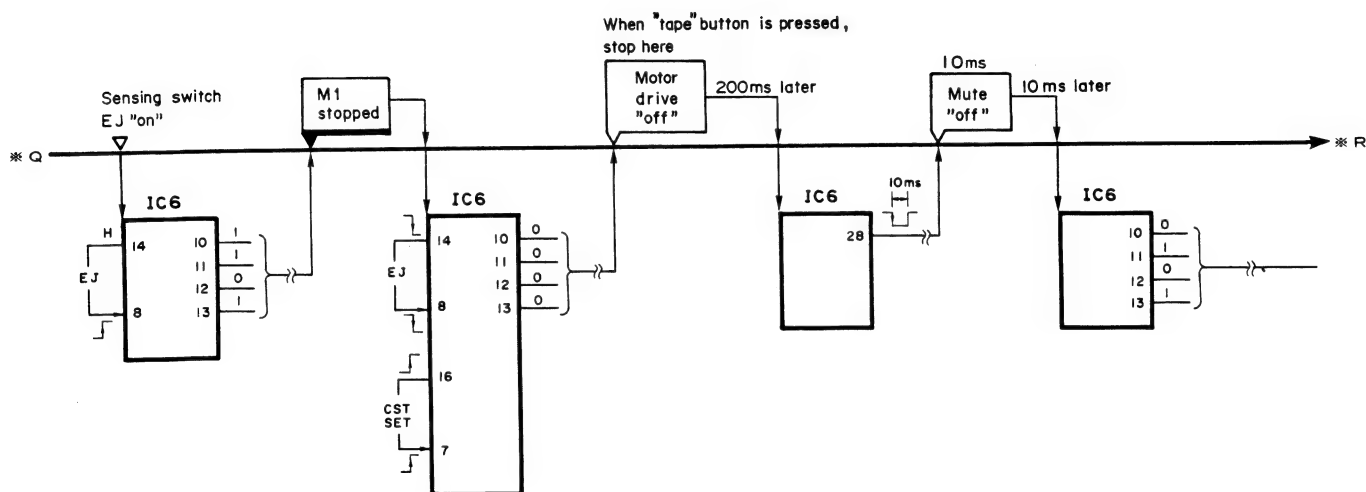 When "tape" button is pressed,
stop here
Sensing switch
EJ "on"
M1
stopped
Motor
drive
"off"
200ms later
10ms
Mute
"off"
10ms later
※ Q
※ R
IC6
H
14
EJ
8
10 1
11 1
12 0
13 1
IC6
14
EJ
8
16
CST
SET
7
10 0
11 0
12 0
13 0
IC6
28
10ms
IC6
10 0
11 1
12 0
13 1